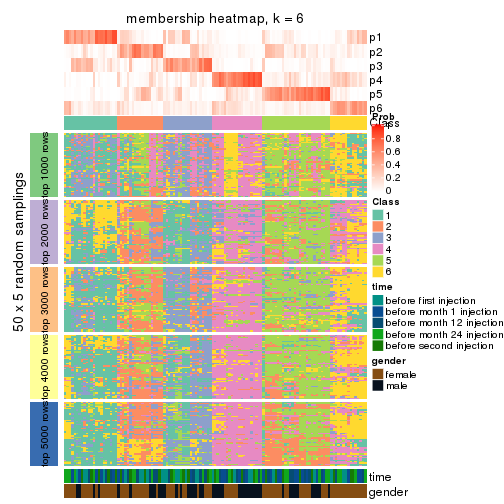 membership heatmap, k = 6
p1
p2
p3
p4
p5
p6
Class
Prob
1
0.8
0.6
0.4
0.2
0
Class
1
2
3
4
5
6
time
before first injection
before month 1 injection
before month 12 injection
before month 24 injection
before second injection
gender
female
male
50 x 5 random samplings
top 1000 rows
top 2000 rows
top 3000 rows
top 4000 rows
top 5000 rows
time
gender